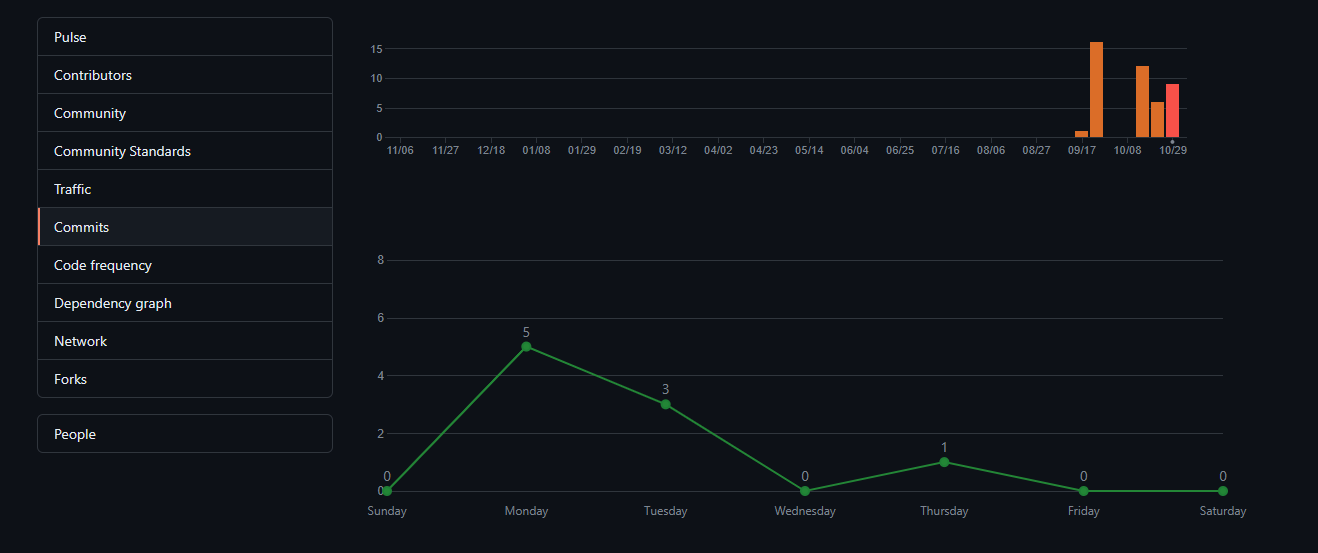 Pulse
Contributors
Community
Community Standards
Traffic
Commits
Code frequency
Dependency graph
Network
Forks
People
15
10
5
0
11/06 11/27 12/18 01/08 01/29 02/19 03/12 04/02 04/23 05/14 06/04 06/25 07/16 08/06 08/27 09/17 10/08 10/29
8
6
5
4
3
2
1
0 0 0 0
0
Sunday Monday Tuesday Wednesday Thursday Friday Saturday